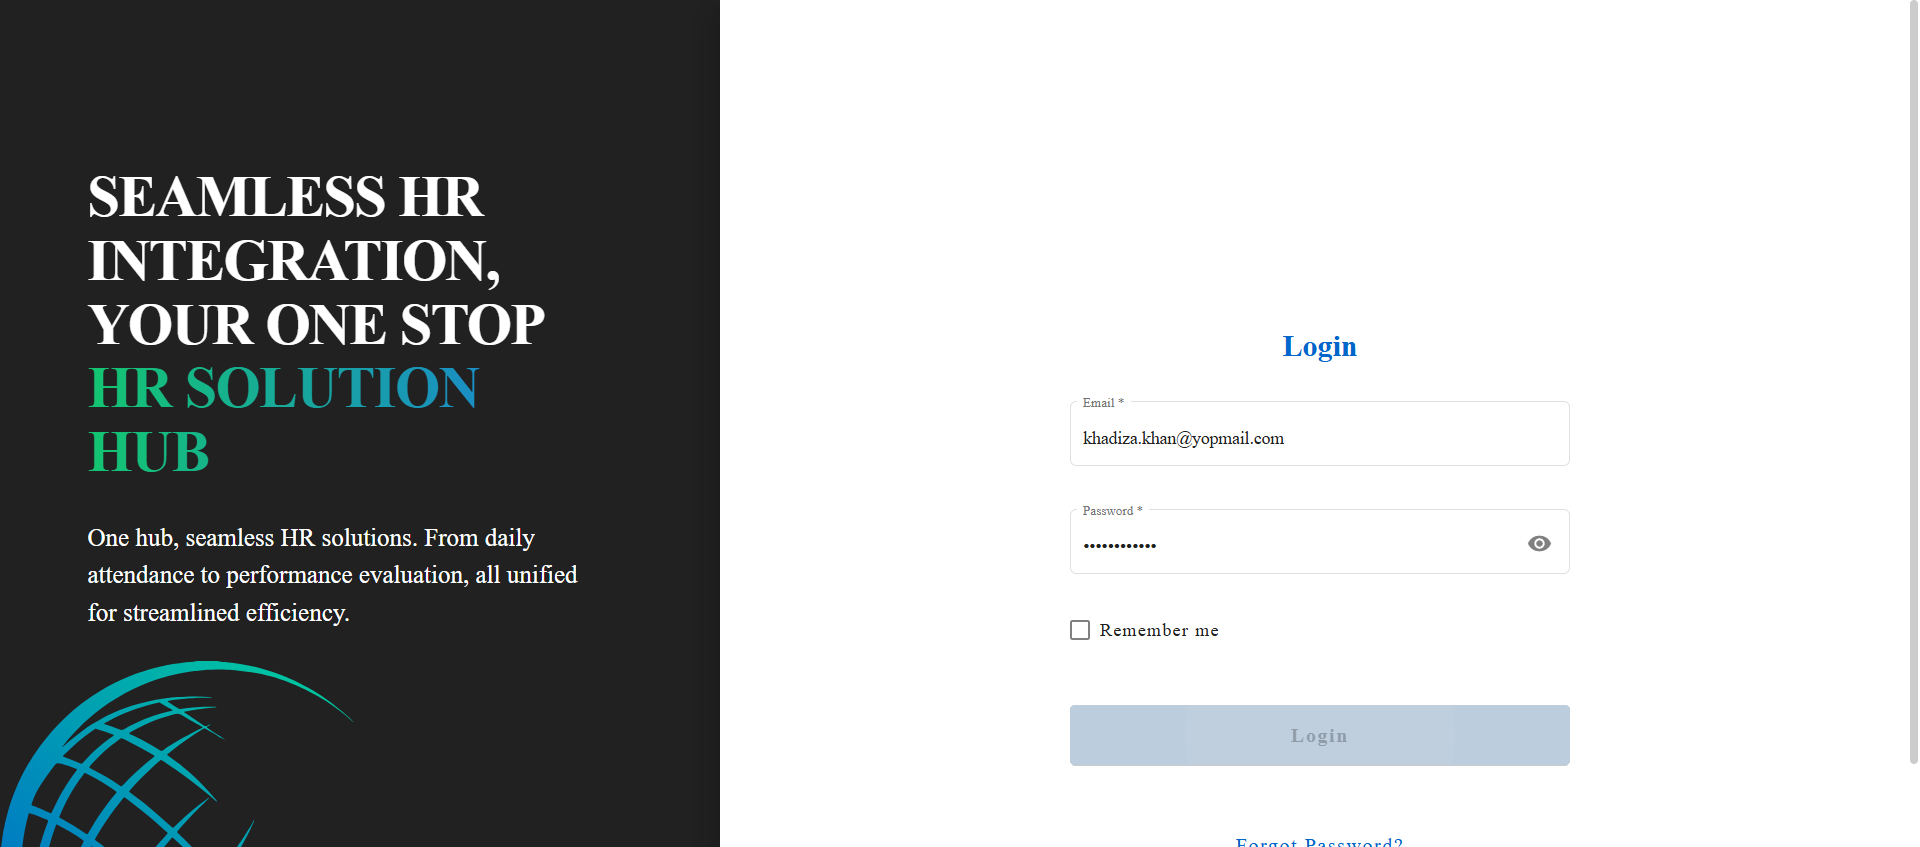 SEAMLESS HR
INTEGRATION,
YOUR ONE STOP
HR SOLUTION
HUB
One hub, seamless HR solutions. From daily
attendance to performance evaluation, all unified
for streamlined efficiency.
Login
Email *
khadiza.khan@yopmail.com
Password *
••••••••••••
Remember me
Login
Forgot Password?